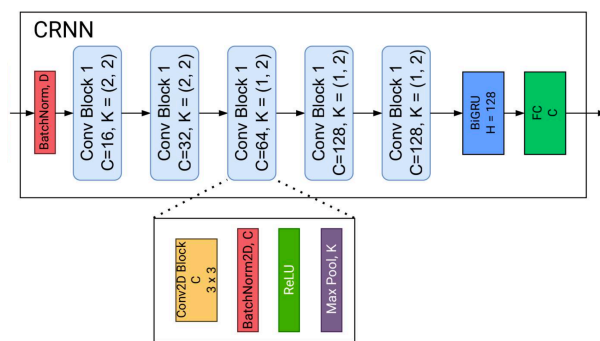 CRNN
BatchNorm, D
Conv Block 1
C=16, K = (2, 2)
Conv Block 1
C=32, K = (2, 2)
Conv Block 1
C=64, K = (1, 2)
Conv Block 1
C=128, K = (1, 2)
Conv Block 1
C=128, K = (1, 2)
BiGRU
H = 128
FC
C
Conv2D Block
C
3 x 3
BatchNorm2D, C
ReLU
Max Pool, K